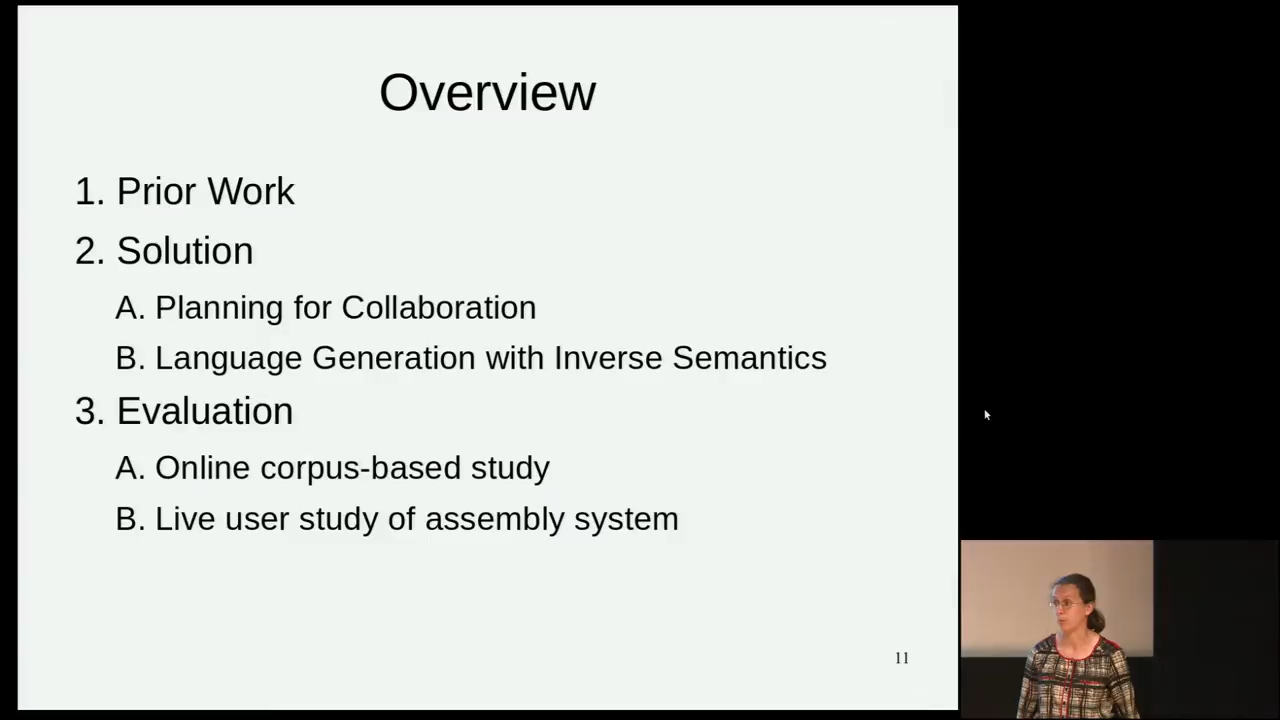 Overview
1. Prior Work
2. Solution
A. Planning for Collaboration
B. Language Generation with Inverse Semantics
3. Evaluation
A. Online corpus-based study
B. Live user study of assembly system
11